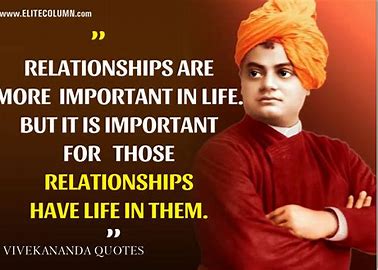 www.ELITECOLUMN.com
”
RELATIONSHIPS ARE
MORE IMPORTANT IN LIFE.
BUT IT IS IMPORTANT
FOR THOSE
RELATIONSHIPS
HAVE LIFE IN THEM.
”
VIVEKANANDA QUOTES